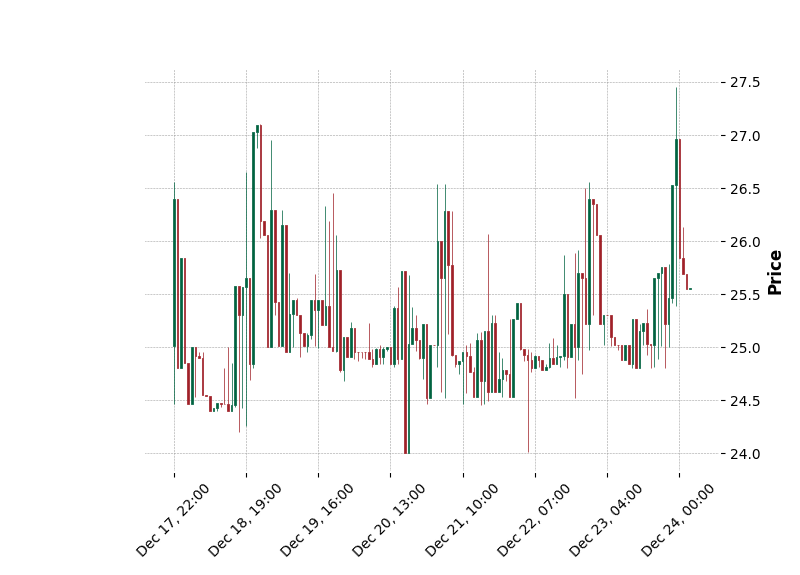 27.5
27.0
26.5
26.0
25.5
25.0
24.5
24.0
Price
Dec 17, 22:00
Dec 18, 19:00
Dec 19, 16:00
Dec 20, 13:00
Dec 21, 10:00
Dec 22, 07:00
Dec 23, 04:00
Dec 24, 00:00